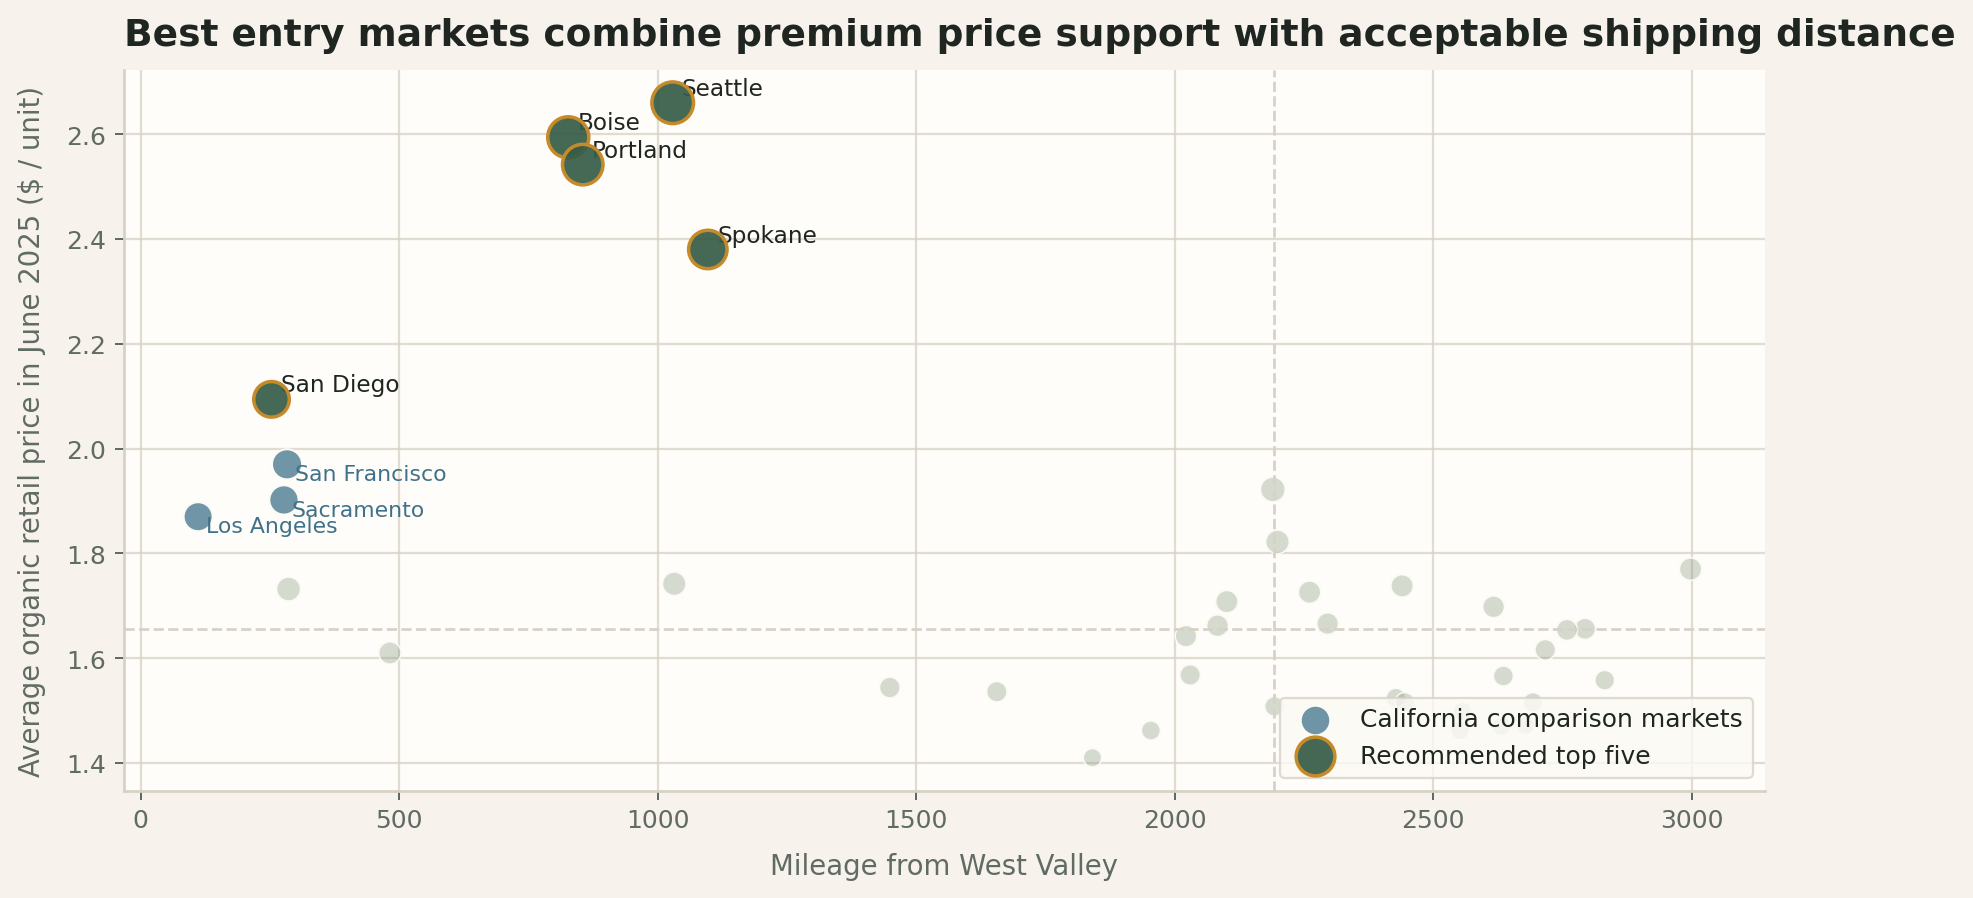 Best entry markets combine premium price support with acceptable shipping distance
Average organic retail price in June 2025 ($ / unit)
2.6
2.4
2.2
2.0
1.8
1.6
1.4
Seattle
Boise
Portland
Spokane
San Diego
San Francisco
Sacramento
Los Angeles
California comparison markets
Recommended top five
0 500 1000 1500 2000 2500 3000
Mileage from West Valley